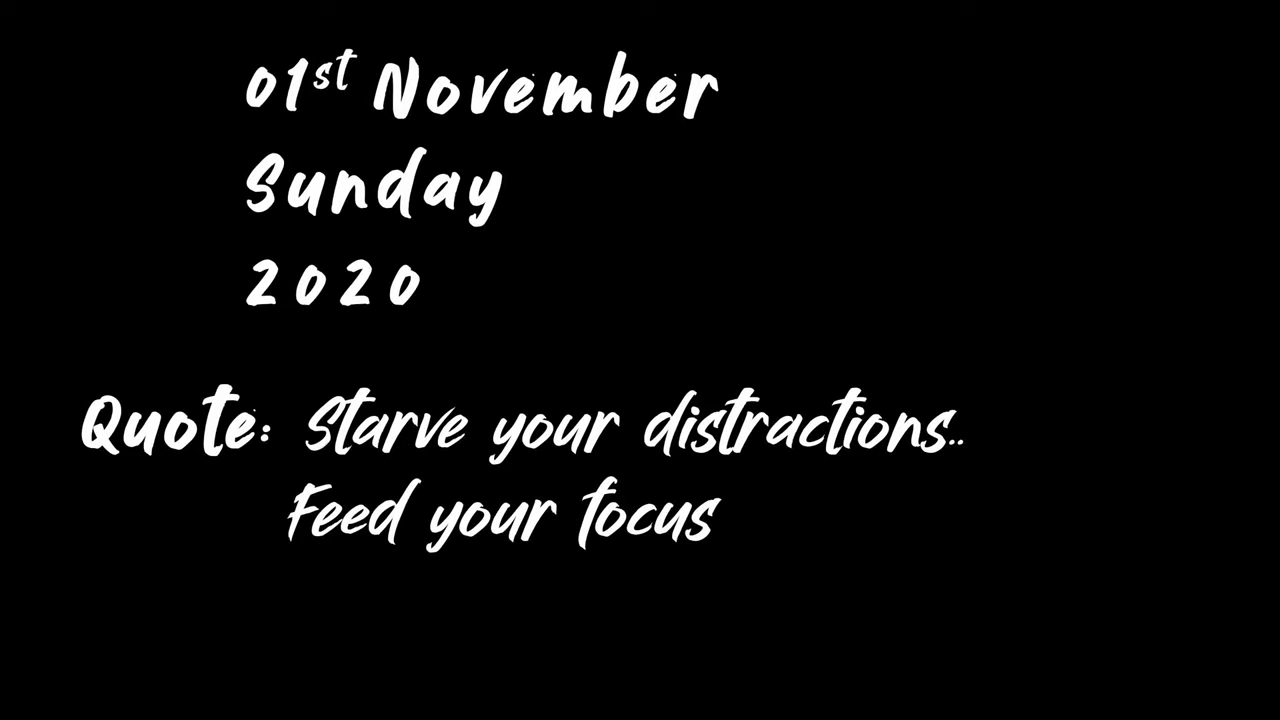 01st November
Sunday
2020
Quote: Starve your distractions..
Feed your focus